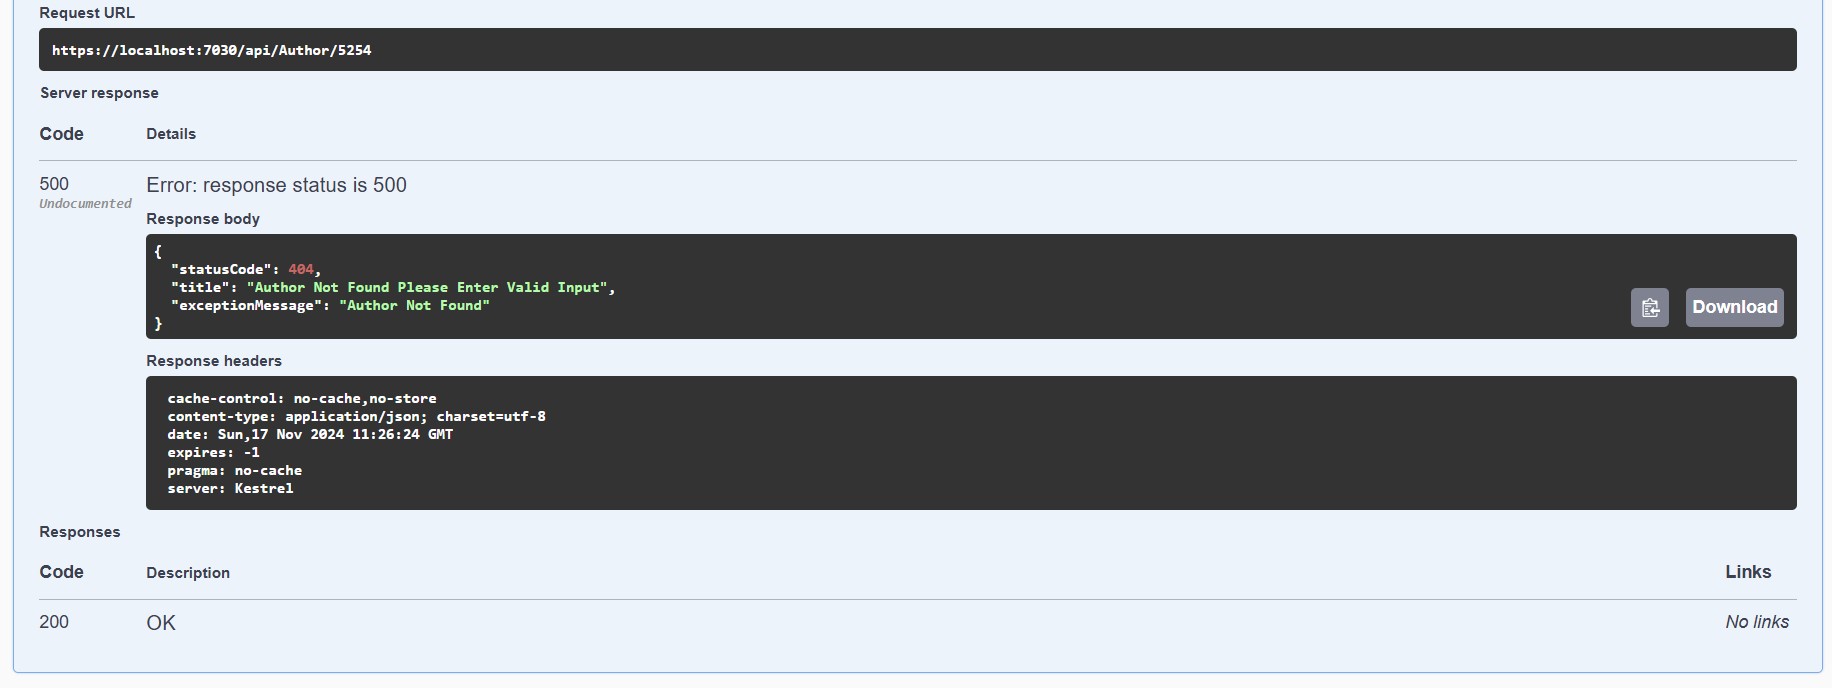 Request URL
https://localhost:7030/api/Author/5254
Server response
Code Details
500 Error: response status is 500
Undocumented
Response body
{
  "statusCode": 404,
  "title": "Author Not Found Please Enter Valid Input",
  "exceptionMessage": "Author Not Found"
}
Download
Response headers
cache-control: no-cache,no-store
content-type: application/json; charset=utf-8
date: Sun,17 Nov 2024 11:26:24 GMT
expires: -1
pragma: no-cache
server: Kestrel
Responses
Code Description Links
200 OK No links